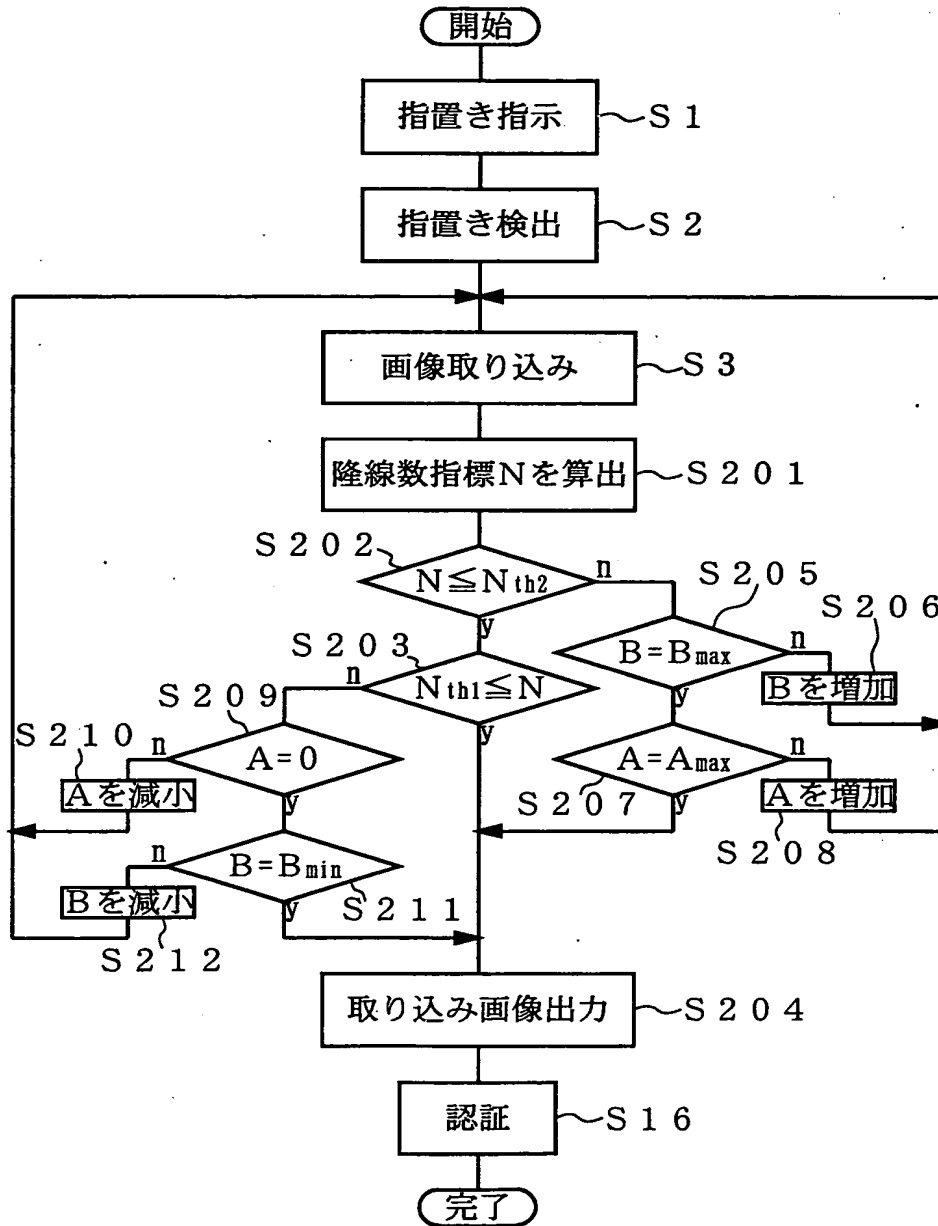 開始
指置き指示
S1
指置き検出
S2
画像取り込み
S3
隆線数指標Nを算出
S201
S202
N≦Nth2
n
y
S205
B=Bmax
n
y
S206
Bを増加
S203
Nth1≦N
n
y
S209
A=0
n
y
S210
Aを減小
A=Amax
n
y
S207
Aを増加
S208
B=Bmin
n
y
S211
Bを減小
S212
取り込み画像出力
S204
認証
S16
完了